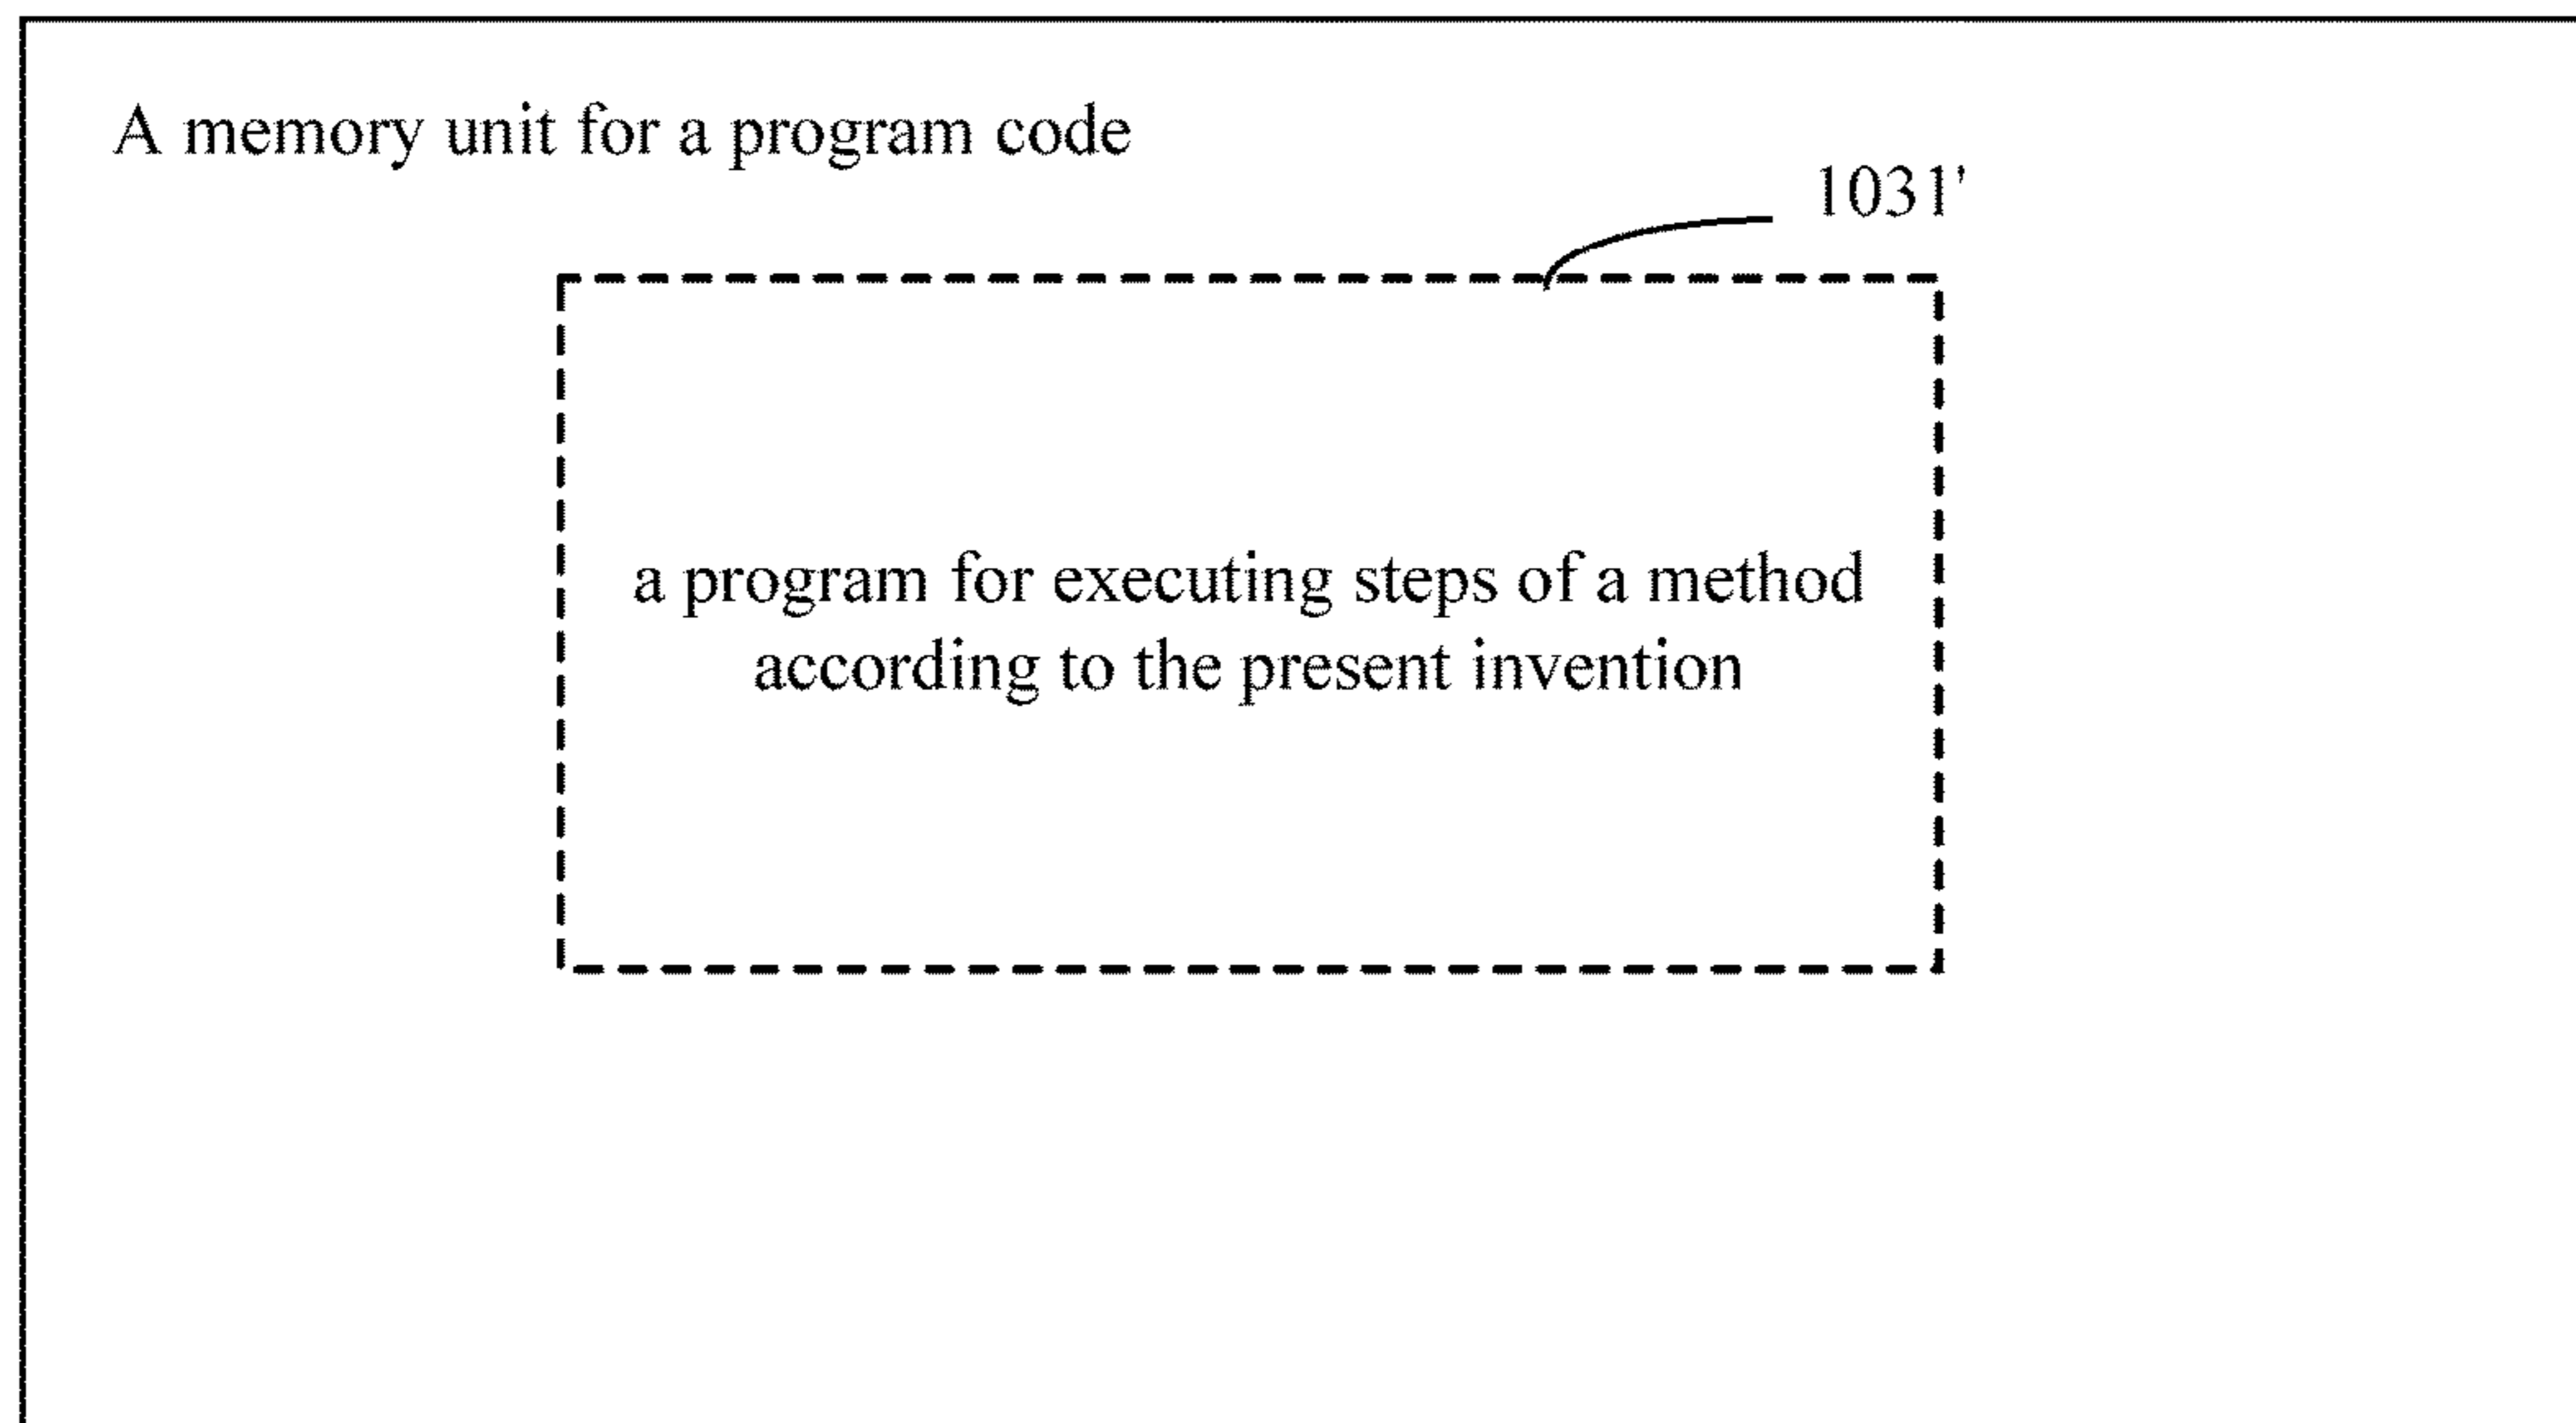 A memory unit for a program code
1031'
a program for executing steps of a method
according to the present invention